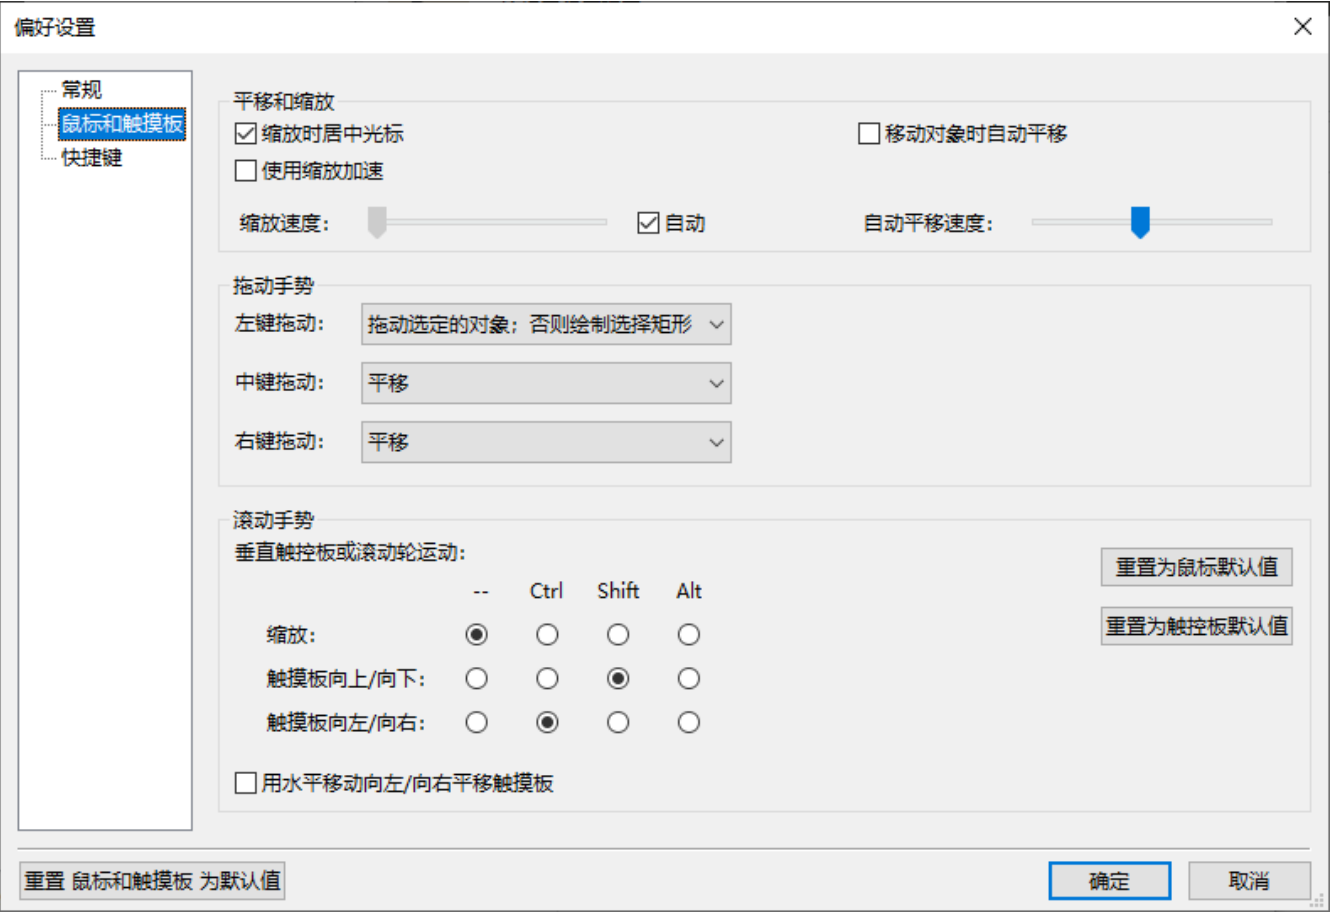 偏好设置
常规
鼠标和触摸板
快捷键
平移和缩放
缩放时居中光标
移动对象时自动平移
使用缩放加速
缩放速度:
自动
自动平移速度:
拖动手势
左键拖动:
拖动选定的对象；否则绘制选择矩形
中键拖动:
平移
右键拖动:
平移
滚动手势
垂直触控板或滚动轮运动:
重置为鼠标默认值
-- Ctrl Shift Alt
重置为触控板默认值
缩放:
触摸板向上/向下:
触摸板向左/向右:
用水平移动向左/向右平移触摸板
重置 鼠标和触摸板 为默认值
确定
取消